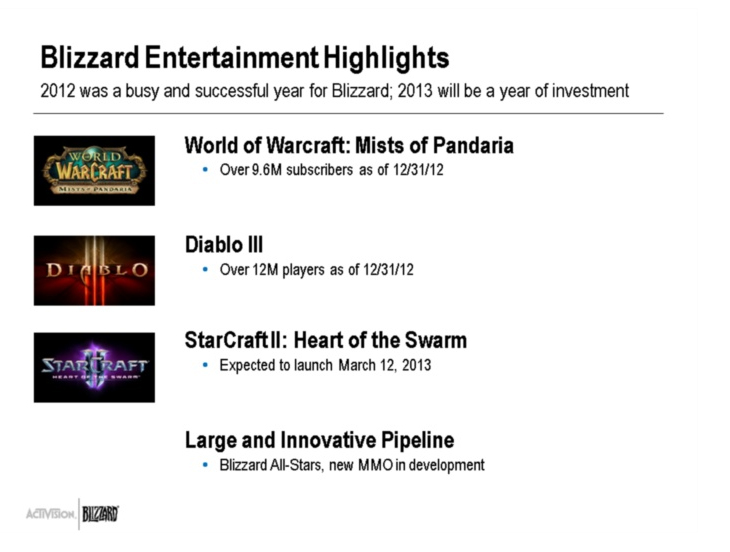 Blizzard Entertainment Highlights
2012 was a busy and successful year for Blizzard; 2013 will be a year of investment
WORLD
OF
WARCRAFT
MISTS OF PANDARIA
World of Warcraft: Mists of Pandaria
• Over 9.6M subscribers as of 12/31/12
DIABLO
III
Diablo III
• Over 12M players as of 12/31/12
STARCRAFT
II
HEART OF THE SWARM
StarCraft II: Heart of the Swarm
• Expected to launch March 12, 2013
Large and Innovative Pipeline
• Blizzard All-Stars, new MMO in development
ACTIVISION. BLIZZARD